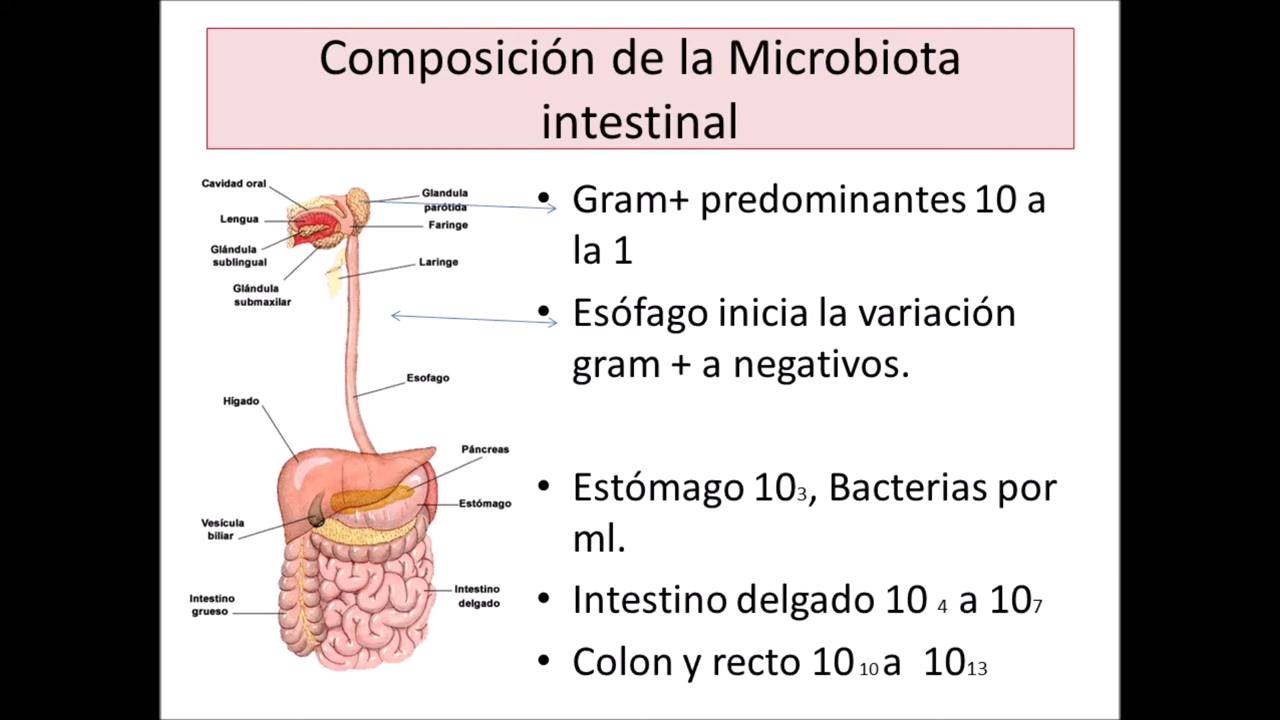 Composición de la Microbiota
intestinal
Cavidad oral
Lengua
Glándula
sublingual
Glándula
submaxilar
Glandula
parótida
Faringe
Laringe
Esofago
Hígado
Páncreas
Estómago
Vesícula
biliar
Intestino
grueso
Intestino
delgado
• Gram+ predominantes 10 a
la 1
• Esófago inicia la variación
gram + a negativos.
• Estómago 10₃, Bacterias por
ml.
• Intestino delgado 10 ₄ a 10₇
• Colon y recto 10 ₁₀ a 10₁₃